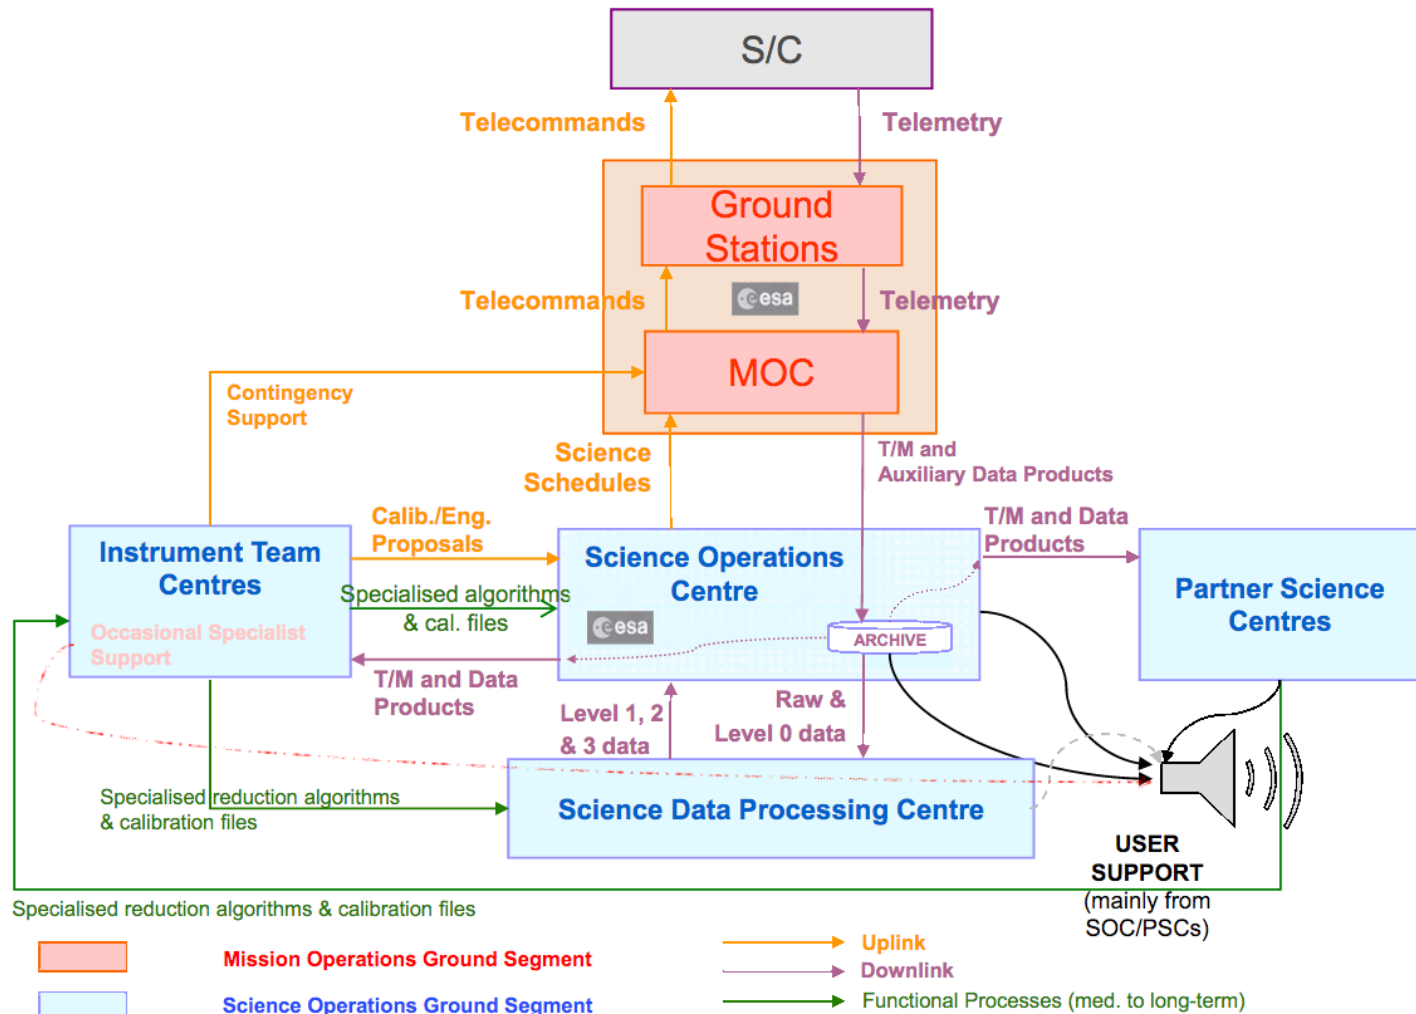 S/C
Telecommands
Telemetry
Ground
Stations
Telecommands
esa
Telemetry
MOC
Contingency
Support
Science
Schedules
T/M and
Auxiliary Data Products
Calib./Eng.
Proposals
T/M and Data
Products
Instrument Team
Centres
Science Operations
Centre
Partner Science
Centres
Specialised algorithms
& cal. files
Occasional Specialist
Support
esa
ARCHIVE
T/M and Data
Products
Level 1, 2
& 3 data
Raw &
Level 0 data
Specialised reduction algorithms
& calibration files
Science Data Processing Centre
USER
SUPPORT
(mainly from
SOC/PSCs)
Specialised reduction algorithms & calibration files
Mission Operations Ground Segment
Science Operations Ground Segment
Uplink
Downlink
Functional Processes (med. to long-term)